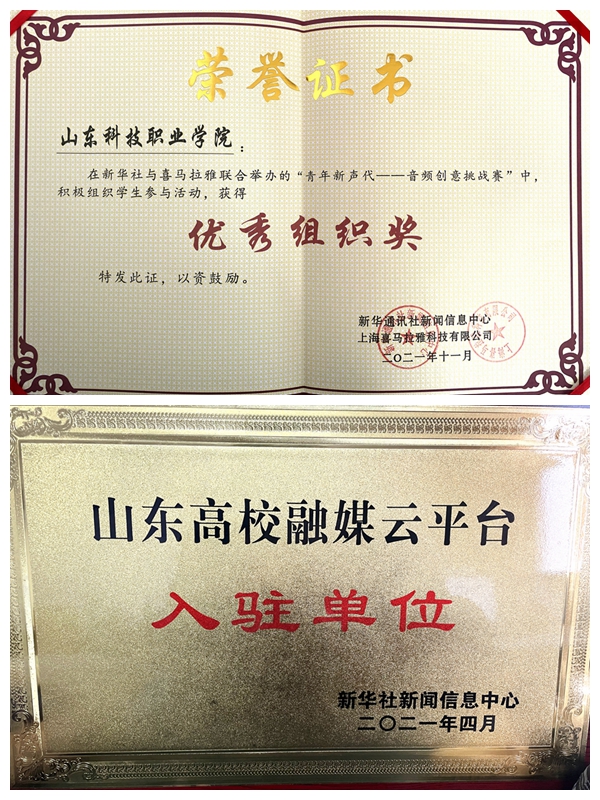 荣誉证书
山东科技职业学院：
在新华社与喜马拉雅联合举办的“青年新声代——音频创意挑战赛”中，
积极组织学生参与活动，获得
优秀组织奖
特发此证，以资鼓励。
新华通讯社新闻信息中心
上海喜马拉雅科技有限公司
二〇二一年十一月
山东高校融媒云平台
入驻单位
新华社新闻信息中心
二〇二一年四月